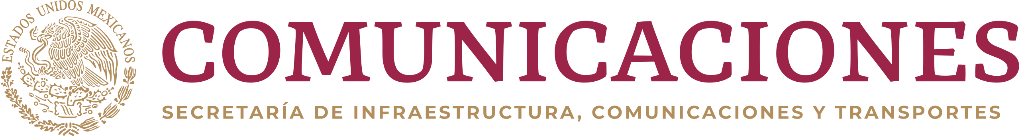 ESTADOS UNIDOS MEXICANOS
COMUNICACIONES
SECRETARÍA DE INFRAESTRUCTURA, COMUNICACIONES Y TRANSPORTES